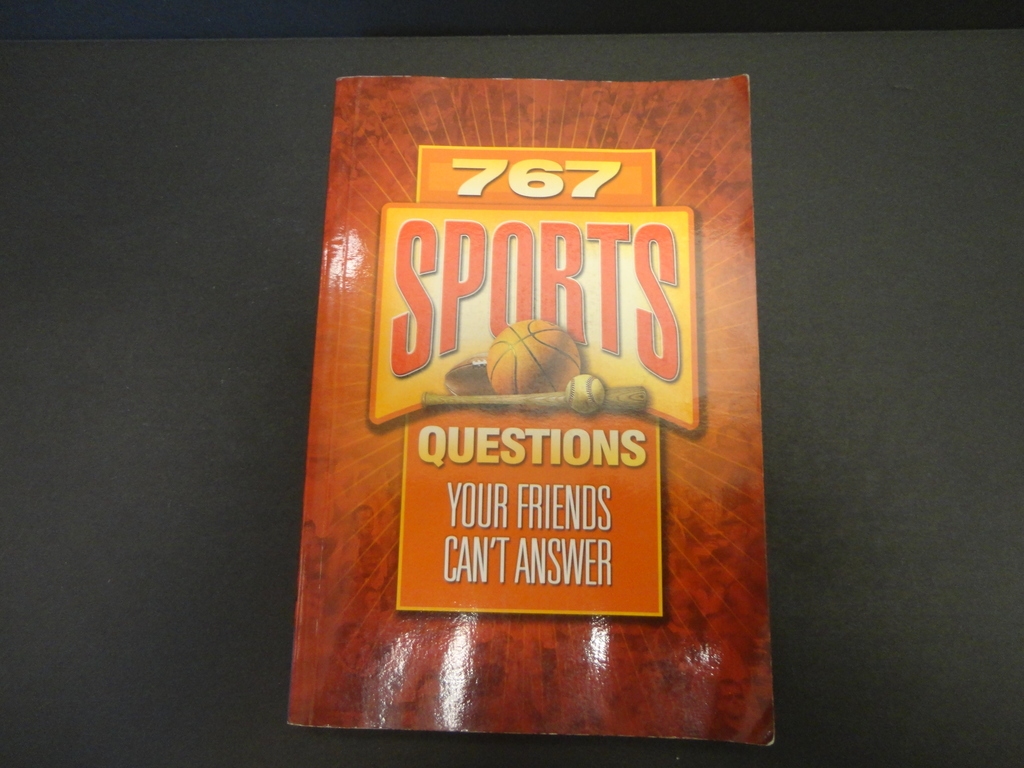 767
SPORTS
QUESTIONS
YOUR FRIENDS
CAN'T ANSWER